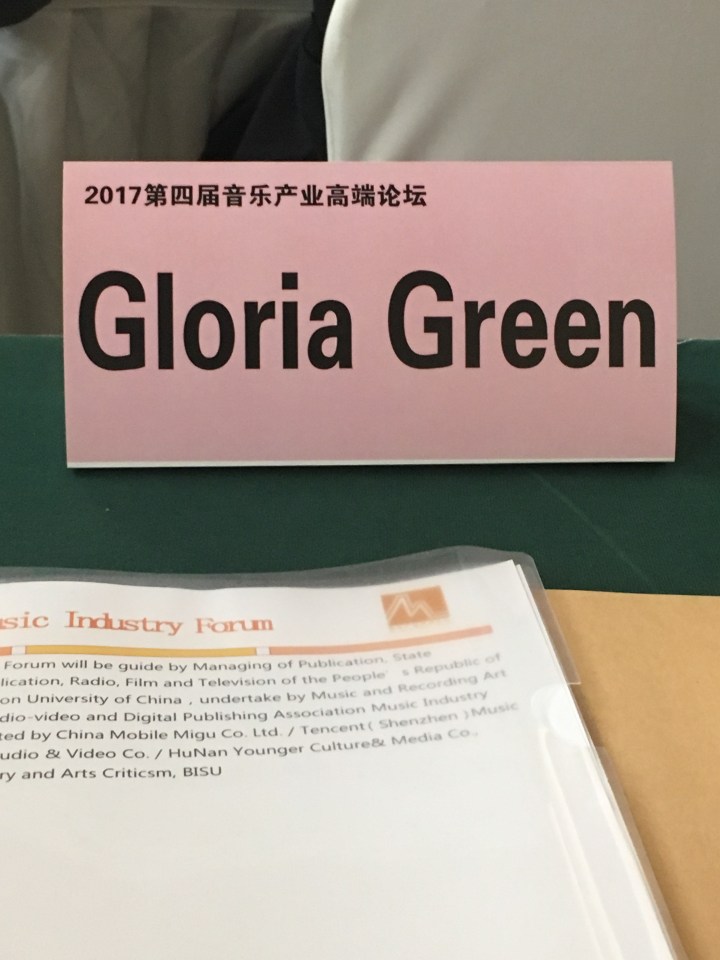 2017第四届音乐产业高端论坛
Gloria Green
sic Industry Forum
Forum will be guide by Managing of Publication, State
lication, Radio, Film and Television of the People' s Republic of
on University of China , undertake by Music and Recording Art
dio-video and Digital Publishing Association Music Industry
ted by China Mobile Migu Co. Ltd. / Tencent( Shenzhen )Music
udio & Video Co. / HuNan Younger Culture& Media Co.,
ry and Arts Criticsm, BISU